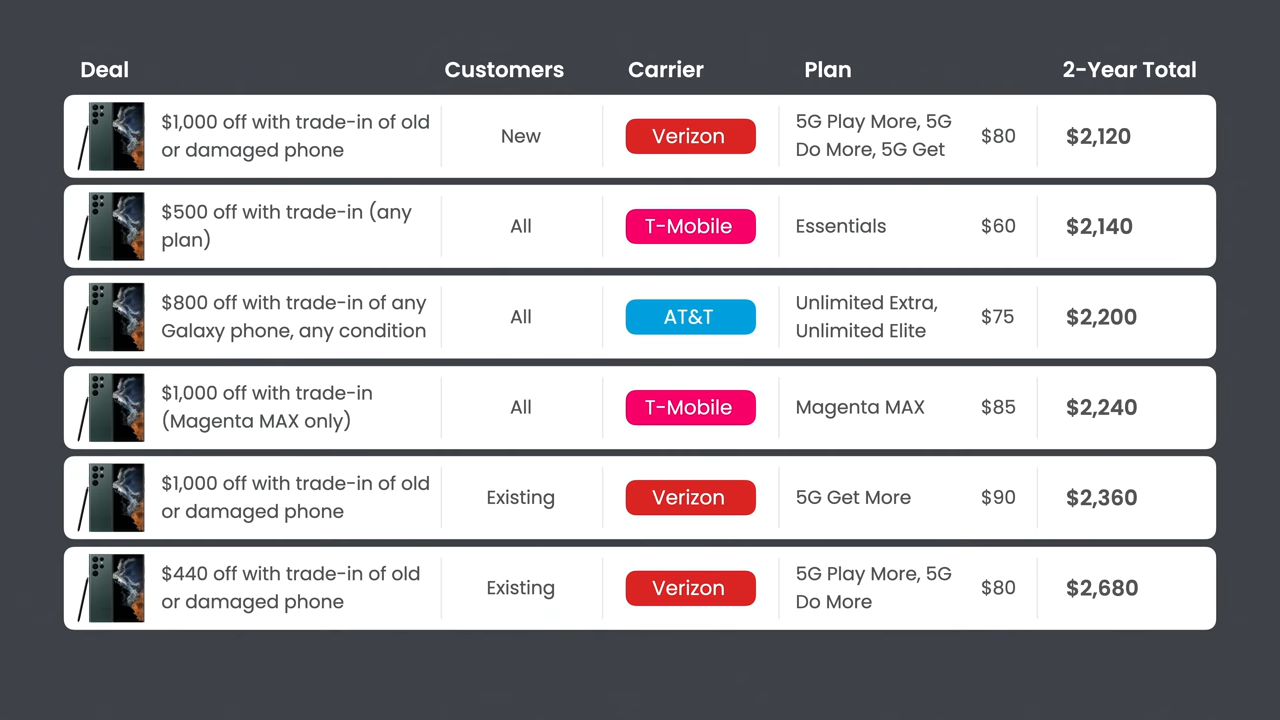 Deal Customers Carrier Plan 2-Year Total
$1,000 off with trade-in of old
or damaged phone
New
Verizon
5G Play More, 5G
Do More, 5G Get
$80
$2,120
$500 off with trade-in (any
plan)
All
T-Mobile
Essentials
$60
$2,140
$800 off with trade-in of any
Galaxy phone, any condition
All
AT&T
Unlimited Extra,
Unlimited Elite
$75
$2,200
$1,000 off with trade-in
(Magenta MAX only)
All
T-Mobile
Magenta MAX
$85
$2,240
$1,000 off with trade-in of old
or damaged phone
Existing
Verizon
5G Get More
$90
$2,360
$440 off with trade-in of old
or damaged phone
Existing
Verizon
5G Play More, 5G
Do More
$80
$2,680